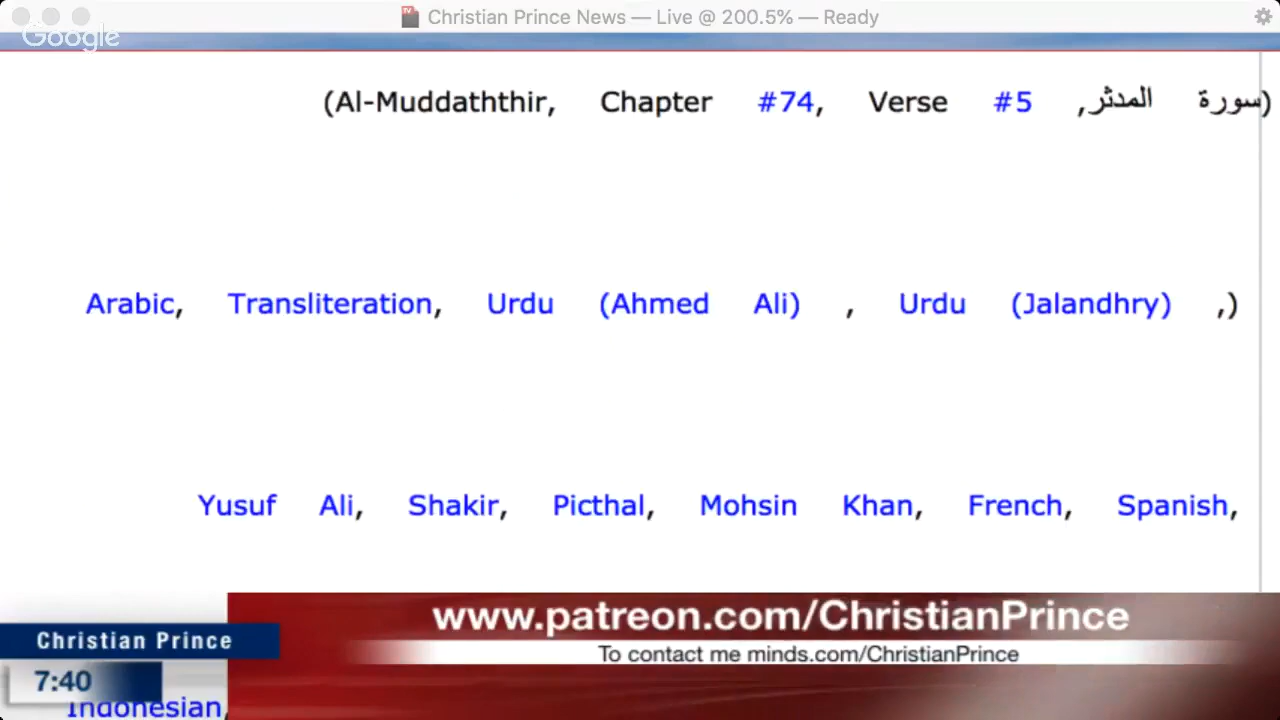 Christian Prince News — Live @ 200.5% — Ready
Google
(Al-Muddaththir, Chapter #74, Verse #5 ,سورة المدثر)
Arabic, Transliteration, Urdu (Ahmed Ali) , Urdu (Jalandhry) ,)
Yusuf Ali, Shakir, Picthal, Mohsin Khan, French, Spanish,
www.patreon.com/ChristianPrince
Christian Prince
To contact me minds.com/ChristianPrince
7:40
Indonesian,